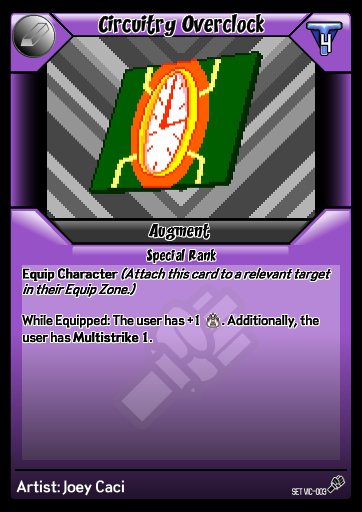 Circuitry Overclock
4
Augment
Special Rank
Equip Character (Attach this card to a relevant target
in their Equip Zone.)
While Equipped: The user has +1 . Additionally, the
user has Multistrike 1.
Artist: Joey Caci
SET VIC-003